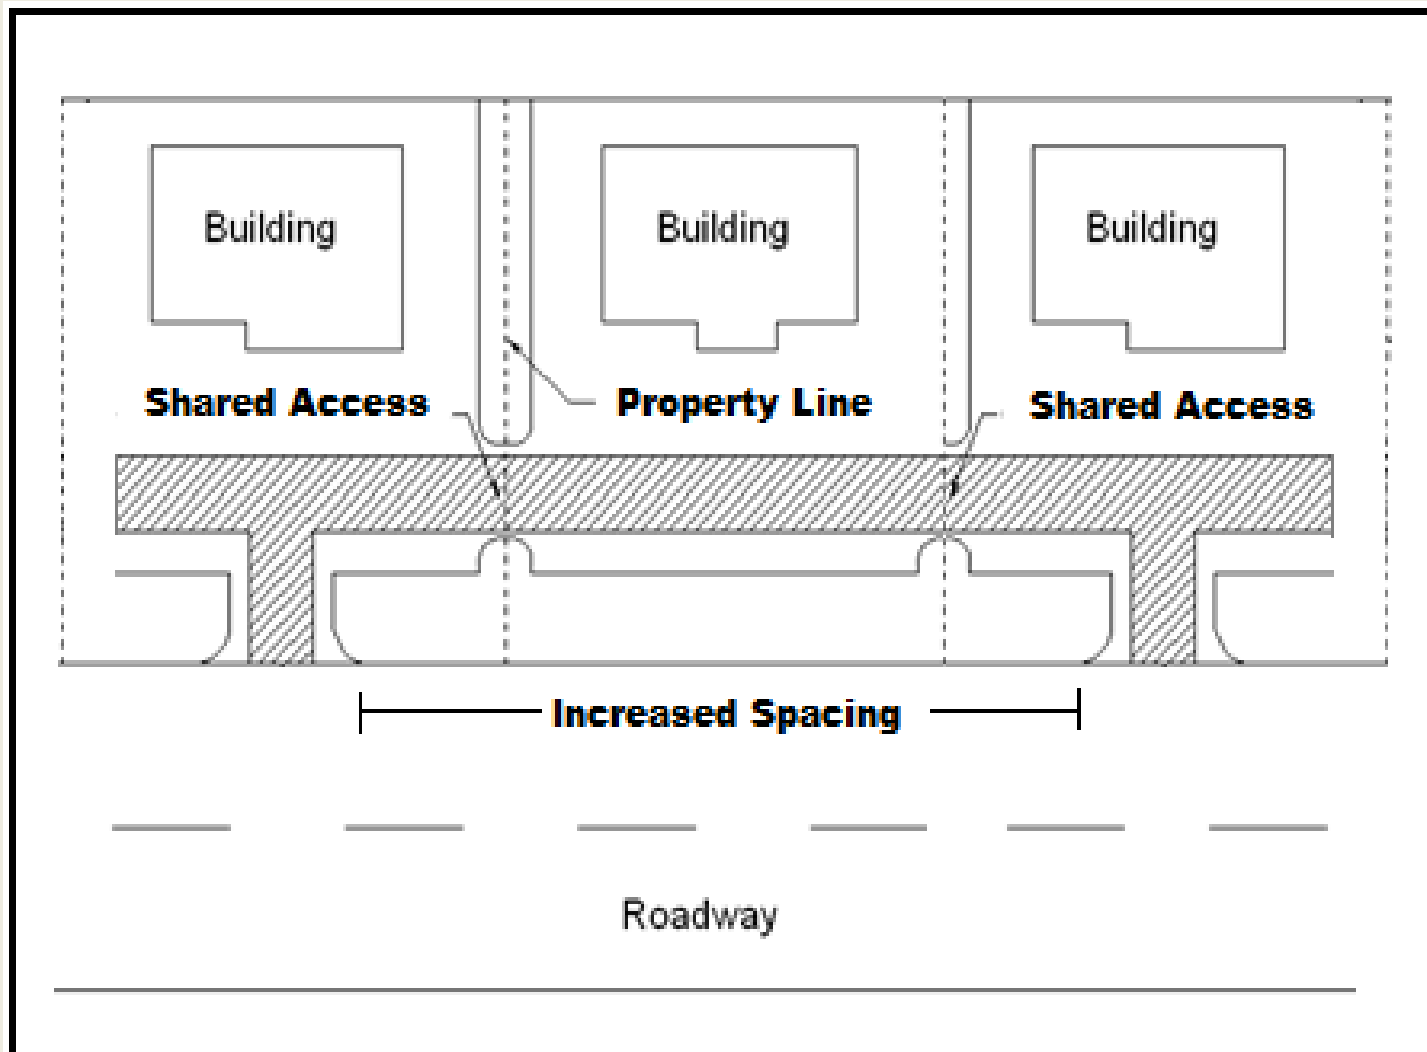 Building
Building
Building
Shared Access
Property Line
Shared Access
Increased Spacing
Roadway